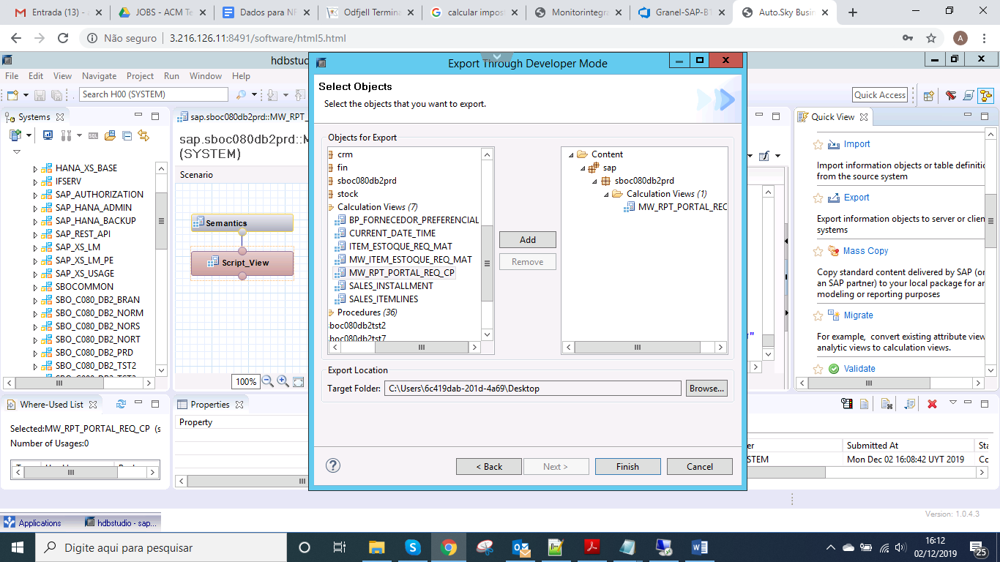 Entrada (13) - A
JOBS - ACM Te
Dados para NF
Odfjell Termina
calcular impost
Monitorintegra
Granel-SAP-B1
Auto.Sky Busin
Não seguro | 3.216.126.11:8491/software/html5.html
A
hdbstu
File Edit View Navigate Project Run Window Help
Search H00 (SYSTEM)
Quick Access
Systems
SQL
HANA_XS_BASE
IFSERV
SAP_AUTHORIZATION
SAP_HANA_ADMIN
SAP_HANA_BACKUP
SAP_REST_API
SAP_XS_LM
SAP_XS_LM_PE
SAP_XS_USAGE
SBOCOMMON
SBO_C080_DB2_BRAN
SBO_C080_DB2_NORM
SBO_C080_DB2_NORS
SBO_C080_DB2_NORT
SBO_C080_DB2_PRD
SBO_C080_DB2_TST2
sap.sboc080db2prd::MW_RPT_
sap.sboc080db2prd::M
(SYSTEM)
Scenario
Semantics
Script_View
100%
Export Through Developer Mode
Select Objects
Select the objects that you want to export.
Objects for Export
crm
fin
sboc080db2prd
stock
Calculation Views (7)
BP_FORNECEDOR_PREFERENCIAL
CURRENT_DATE_TIME
ITEM_ESTOQUE_REQ_MAT
MW_ITEM_ESTOQUE_REQ_MAT
MW_RPT_PORTAL_REQ_CP
SALES_INSTALLMENT
SALES_ITEMLINES
Procedures (36)
boc080db2tst2
boc080db2tst7
Add
Remove
Content
sap
sboc080db2prd
Calculation Views (1)
MW_RPT_PORTAL_REC
Export Location
Target Folder: C:\Users\6c419dab-201d-4a69\Desktop
Browse...
< Back
Next >
Finish
Cancel
Quick View
Import
Import information objects or table definitic
from the source system
Export
Export information objects to server or clien
systems
Mass Copy
Copy standard content delivered by SAP (or
an SAP partner) to your local package for ar
modeling or reporting purposes
Migrate
For example, convert existing attribute view
analytic views to calculation views.
Validate
Where-Used List
Selected:MW_RPT_PORTAL_REQ_CP (s
Number of Usages:0
Properties
Property
er
Submitted At
Sta
STEM
Mon Dec 02 16:08:42 UYT 2019
Co
Version: 1.0.4.3
Applications
hdbstudio - sap...
Digite aqui para pesquisar
16:12
02/12/2019
25